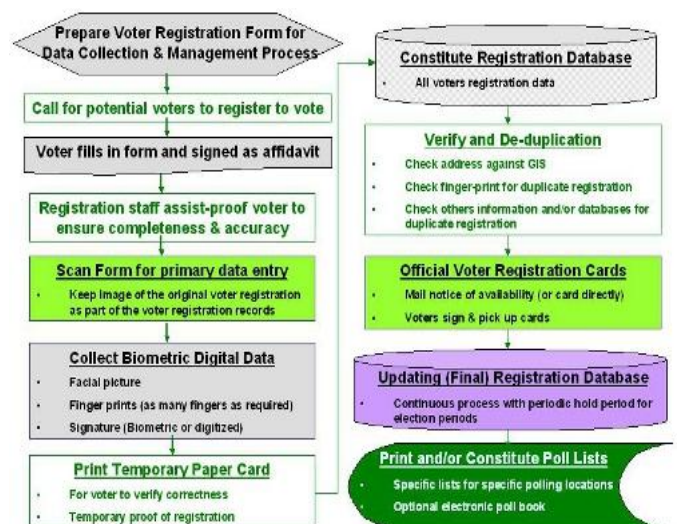 Prepare Voter Registration Form for
Data Collection & Management Process
Call for potential voters to register to vote
Voter fills in form and signed as affidavit
Registration staff assist-proof voter to
ensure completeness & accuracy
Scan Form for primary data entry
• Keep image of the original voter registration
as part of the voter registration records
Collect Biometric Digital Data
• Facial picture
• Finger prints (as many fingers as required)
• Signature (Biometric or digitized)
Print Temporary Paper Card
• For voter to verify correctness
• Temporary proof of registration
Constitute Registration Database
• All voters registration data
Verify and De-duplication
• Check address against GIS
• Check finger-print for duplicate registration
• Check others information and/or databases for
duplicate registration
Official Voter Registration Cards
• Mail notice of availability (or card directly)
• Voters sign & pick up cards
Updating (Final) Registration Database
• Continuous process with periodic hold period for
election periods
Print and/or Constitute Poll Lists
• Specific lists for specific polling locations
• Optional electronic poll book